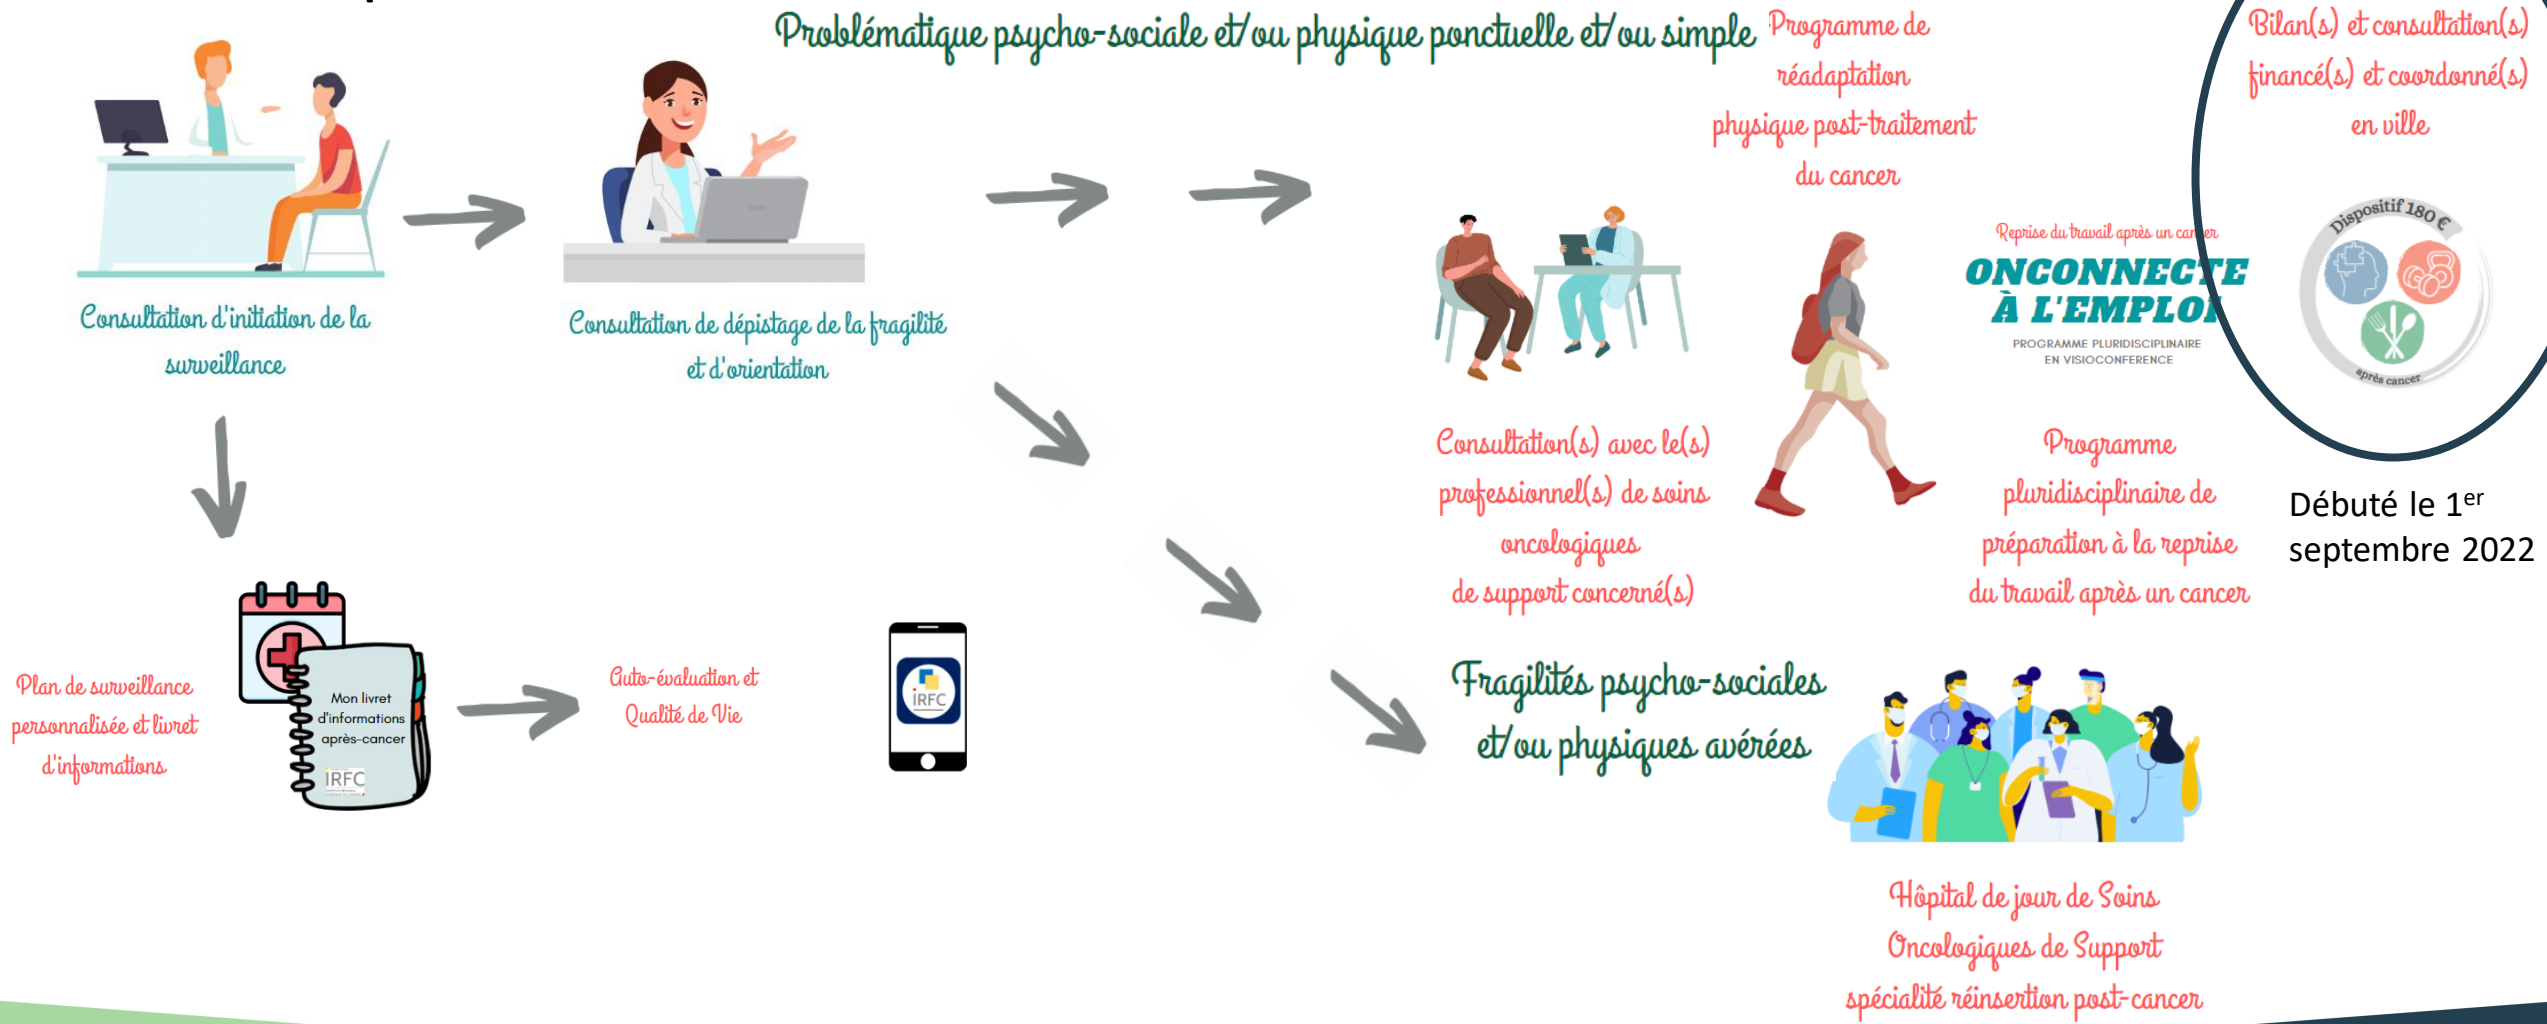 Problématique psycho-sociale et/ou physique ponctuelle et/ou simple
Programme de
réadaptation
physique post-traitement
du cancer
Bilan(s) et consultation(s)
financé(s) et coordonné(s)
en ville
Dispositif 180 €
après cancer
Reprise du travail après un cancer
ONCONNECTE
À L'EMPLOI
PROGRAMME PLURIDISCIPLINAIRE
EN VISIOCONFERENCE
Consultation d'initiation de la
surveillance
Consultation de dépistage de la fragilité
et d'orientation
Consultation(s) avec le(s)
professionnel(s) de soins
oncologiques
de support concerné(s)
Programme
pluridisciplinaire de
préparation à la reprise
du travail après un cancer
Débuté le 1er
septembre 2022
Plan de surveillance
personnalisée et livret
d'informations
Mon livret
d'informations
après-cancer
IRFC
Auto-évaluation et
Qualité de Vie
iRFC
Fragilités psycho-sociales
et/ou physiques avérées
Hôpital de jour de Soins
Oncologiques de Support
spécialité réinsertion post-cancer